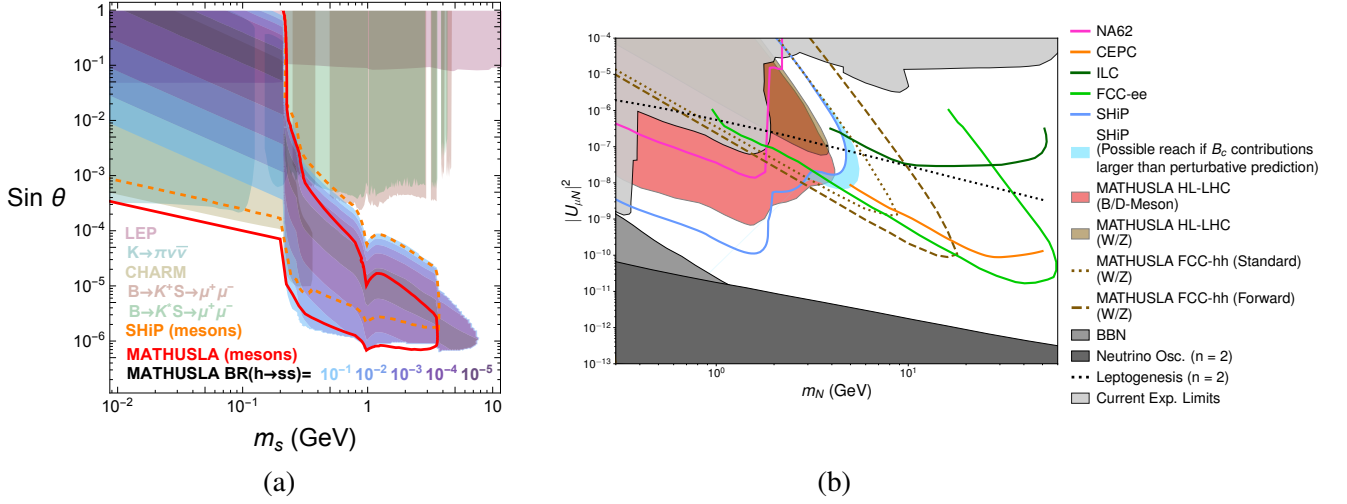 1
10⁻¹
10⁻²
10⁻³
10⁻⁴
10⁻⁵
10⁻⁶
Sin θ
LEP
K→πνν̅
CHARM
B→K⁺S→μ⁺μ⁻
B→K*S→μ⁺μ⁻
SHiP (mesons)
MATHUSLA (mesons)
MATHUSLA BR(h→ss)= 10⁻¹ 10⁻² 10⁻³ 10⁻⁴ 10⁻⁵
10⁻² 10⁻¹ 1 10
mₛ (GeV)
(a)
10⁻⁴
10⁻⁵
10⁻⁶
10⁻⁷
10⁻⁸
10⁻⁹
10⁻¹⁰
10⁻¹¹
10⁻¹²
10⁻¹³
|U_{μN}|²
10⁰ 10¹
m_N (GeV)
NA62
CEPC
ILC
FCC-ee
SHiP
SHiP
(Possible reach if B_c contributions
larger than perturbative prediction)
MATHUSLA HL-LHC
(B/D-Meson)
MATHUSLA HL-LHC
(W/Z)
MATHUSLA FCC-hh (Standard)
(W/Z)
MATHUSLA FCC-hh (Forward)
(W/Z)
BBN
Neutrino Osc. (n = 2)
Leptogenesis (n = 2)
Current Exp. Limits
(b)